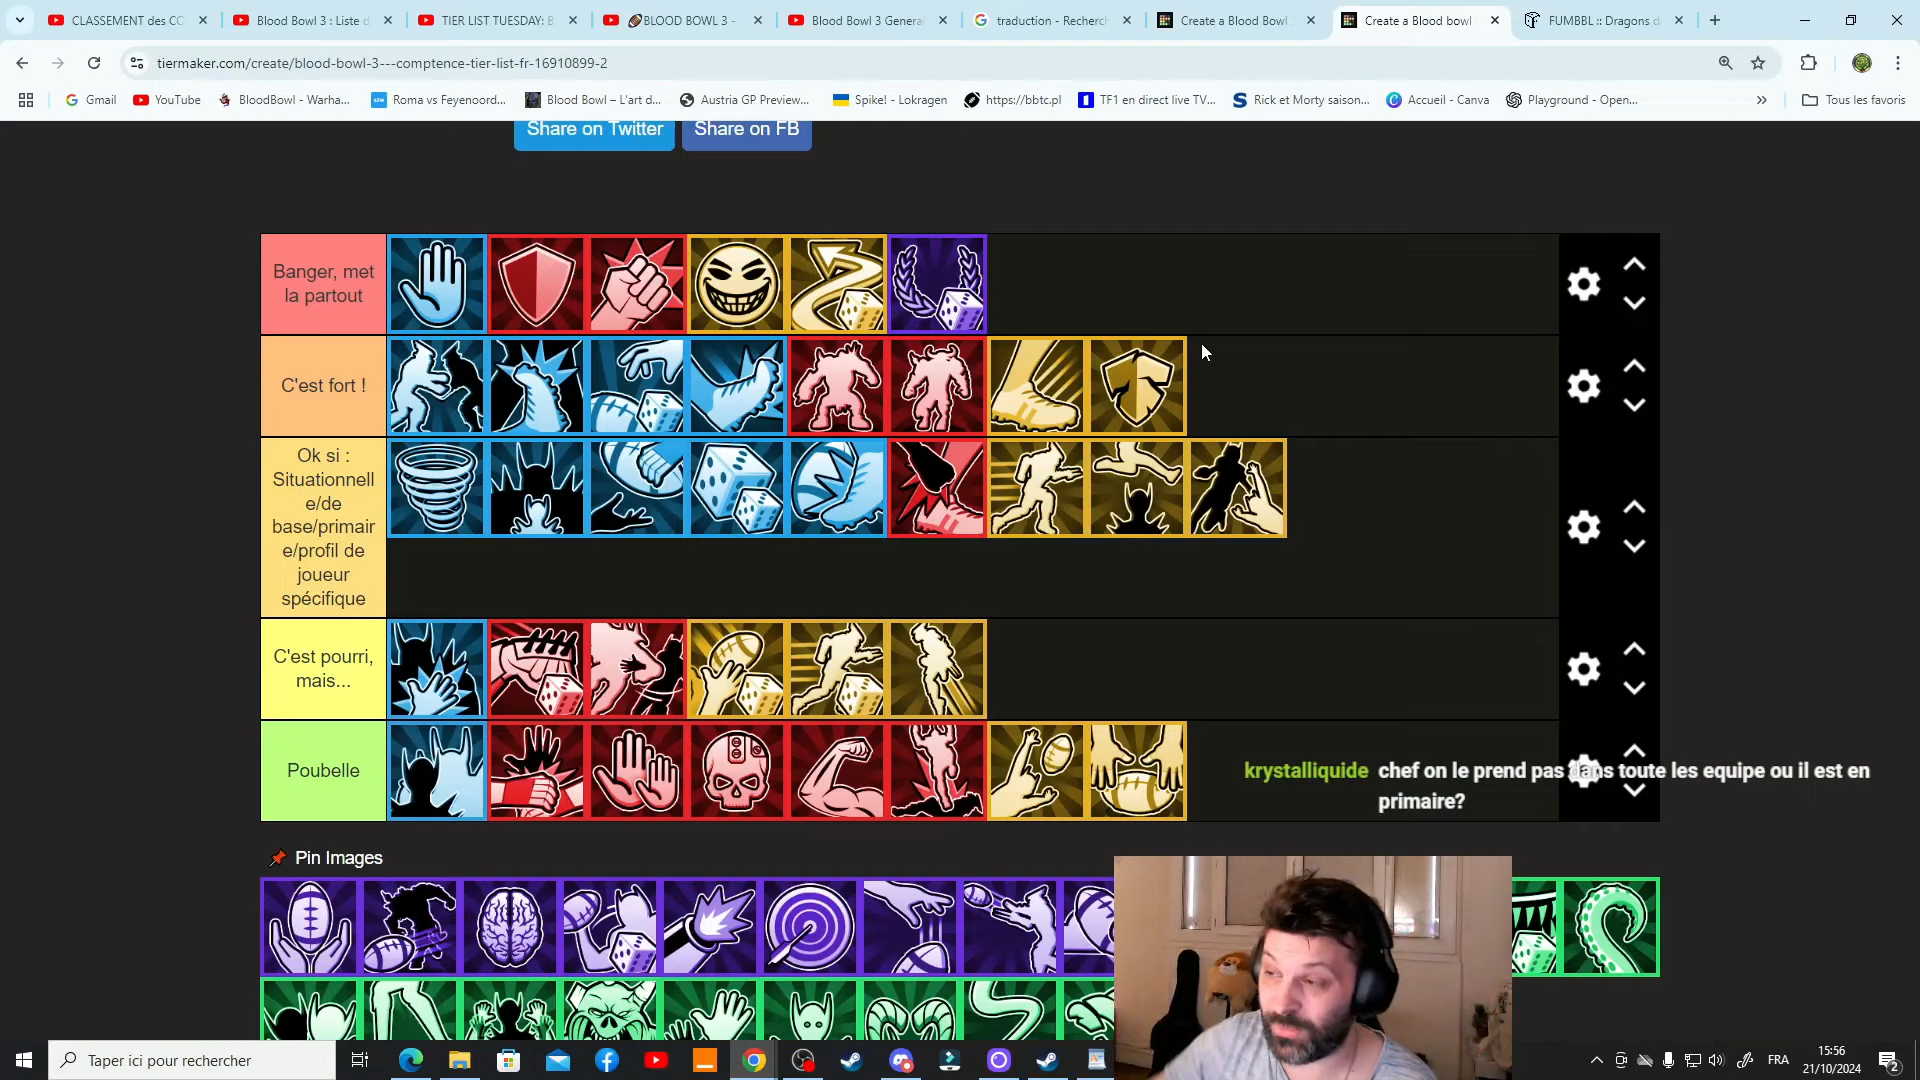 CLASSEMENT des CO
Blood Bowl 3 : Liste d
TIER LIST TUESDAY: B
🏈BLOOD BOWL 3 -
Blood Bowl 3 General
traduction - Recherch
Create a Blood Bowl
Create a Blood bowl
FUMBBL :: Dragons d
tiermaker.com/create/blood-bowl-3---comptence-tier-list-fr-16910899-2
Gmail
YouTube
BloodBowl - Warha...
Roma vs Feyenoord...
Blood Bowl – L'art d...
Austria GP Preview...
Spike! - Lokragen
https://bbtc.pl
TF1 en direct live TV...
Rick et Morty saison...
Accueil - Canva
Playground - Open...
Tous les favoris
Share on Twitter
Share on FB
Banger, met
la partout
C'est fort !
Ok si :
Situationnell
e/de
base/primair
e/profil de
joueur
spécifique
C'est pourri,
mais...
Poubelle
krystalliquide chef on le prend pas dans toute les equipe ou il est en
primaire?
Pin Images
Taper ici pour rechercher
FRA
15:56
21/10/2024
2